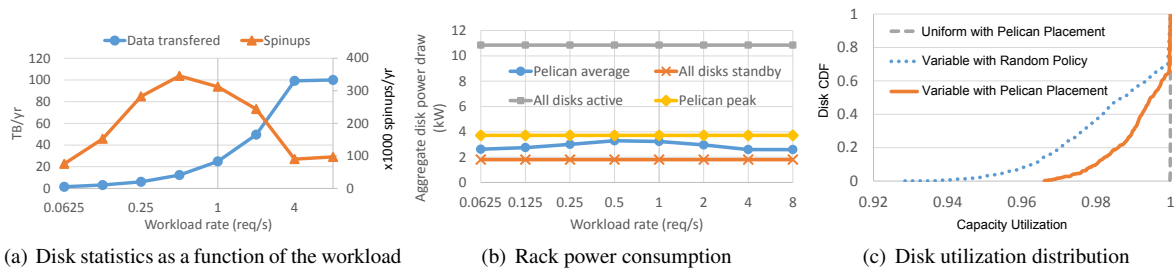 Data transfered
Spinups
120
100
80
60
40
20
0
TB/yr
400
300
200
100
0
x1000 spinups/yr
0.0625
0.25
1
4
Workload rate (req/s)
(a) Disk statistics as a function of the workload
12
10
8
6
4
2
0
Aggregate disk power draw
(kW)
Pelican average
All disks standby
All disks active
Pelican peak
0.0625 0.125 0.25 0.5 1 2 4 8
Workload rate (req/s)
(b) Rack power consumption
1
0.8
0.6
0.4
0.2
0
Disk CDF
Uniform with Pelican Placement
Variable with Random Policy
Variable with Pelican Placement
0.92 0.94 0.96 0.98 1
Capacity Utilization
(c) Disk utilization distribution